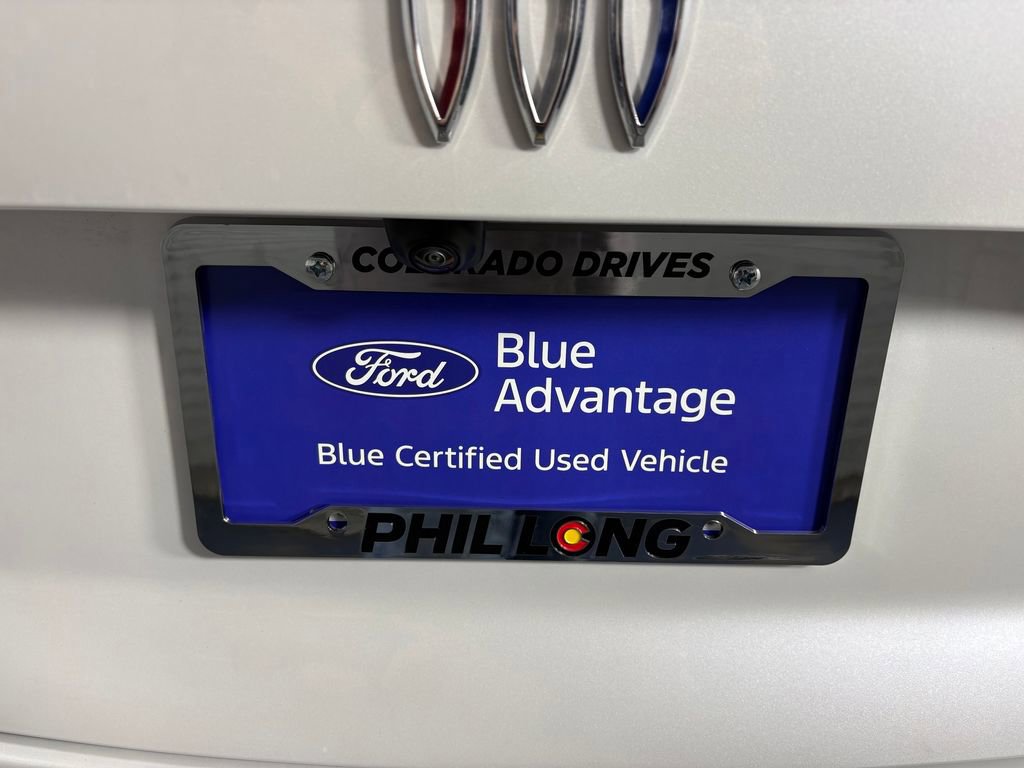 COLORADO DRIVES
Ford
Blue
Advantage
Blue Certified Used Vehicle
PHIL LONG